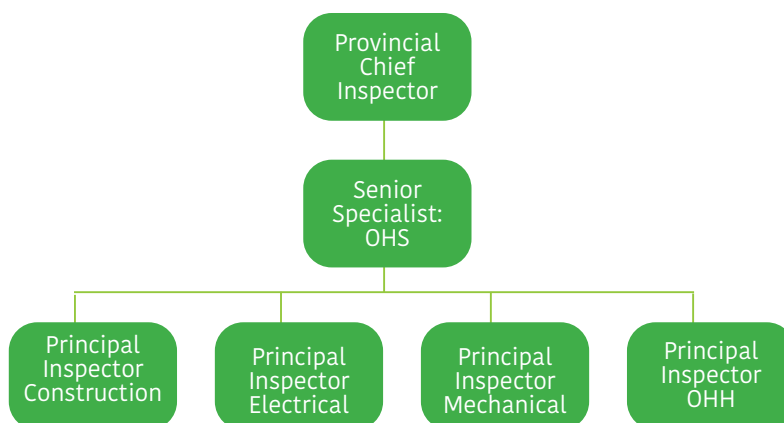 Provincial
Chief
Inspector
Senior
Specialist:
OHS
Principal
Inspector
Construction
Principal
Inspector
Electrical
Principal
Inspector
Mechanical
Principal
Inspector
OHH